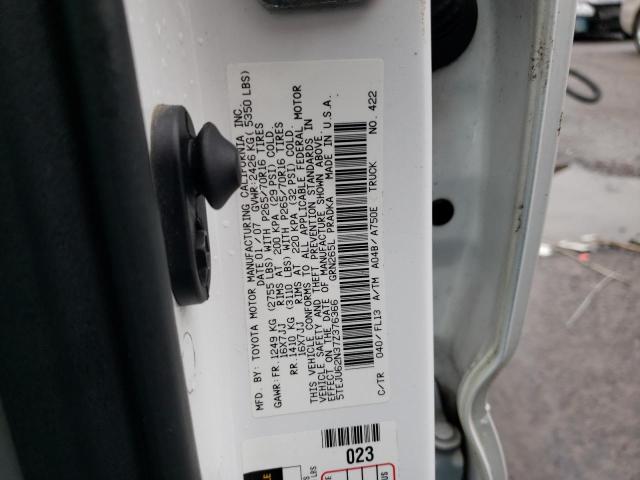 MFD. BY: TOYOTA MOTOR MANUFACTURING CALIFORNIA INC.
DATE 01/07 GVWR 2426 KG( 5350 LBS)
GAWR: FR. 1249 KG (2755 LBS) WITH P265/70R16 TIRES
16X7JJ RIMS AT 200 KPA (29 PSI) COLD.
RR. 1410 KG (3110 LBS) WITH P265/70R16 TIRES
16X7JJ RIMS AT 220 KPA (32 PSI) COLD.
THIS VEHICLE CONFORMS TO ALL APPLICABLE FEDERAL MOTOR
VEHICLE SAFETY AND THEFT PREVENTION STANDARDS IN
EFFECT ON THE DATE OF MANUFACTURE SHOWN ABOVE.
5TEJU62N37Z376366 GRN265L PRADKA MADE IN U.S.A.
C/TR 040/FL13 A/TM A04B/A750E TRUCK NO. 422
023
LBS
US